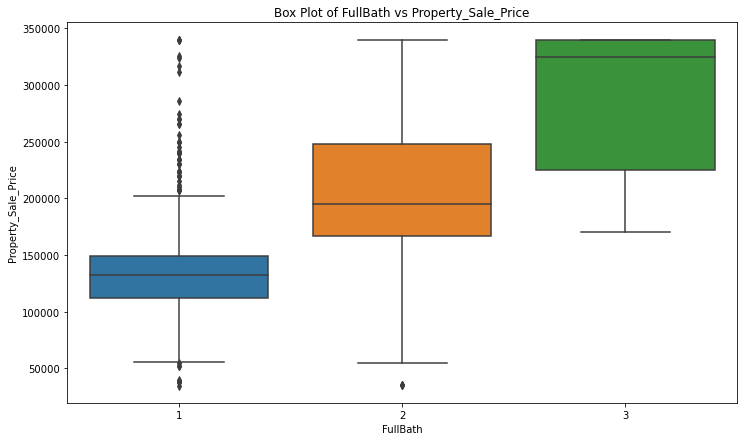 Box Plot of FullBath vs Property_Sale_Price
350000
300000
250000
200000
150000
100000
50000
Property_Sale_Price
1 2 3
FullBath